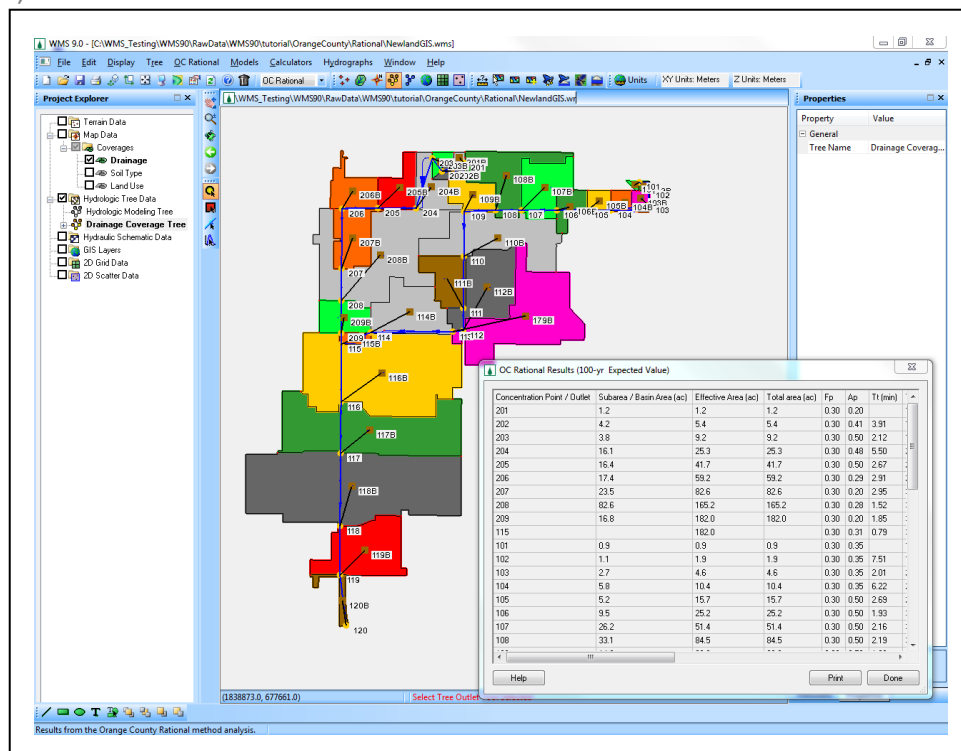 WMS 9.0 - [C:\WMS_Testing\WMS90\RawData\WMS90\tutorial\OrangeCounty\Rational\NewlandGIS.wms]
File Edit Display Tree OC Rational Models Calculators Hydrographs Window Help
OC Rational Units XY Units: Meters Z Units: Meters
Project Explorer
Terrain Data
Map Data
Coverages
Drainage
Soil Type
Land Use
Hydrologic Tree Data
Hydrologic Modeling Tree
Drainage Coverage Tree
Hydraulic Schematic Data
GIS Layers
2D Grid Data
2D Scatter Data
\WMS_Testing\WMS90\RawData\WMS90\tutorial\OrangeCounty\Rational\NewlandGIS.wr
Properties
Property Value
General
Tree Name Drainage Coverag...
206B
205B
204B
109B
108B
107B
105B
104B
101
102
103
206
205
204
109
108
107
106
105
104
207B
208B
110B
110
207
111B
112B
208
209B
114B
111
179B
209
114
112
115B
115
116B
116
117B
117
118B
118
119B
119
120B
120
OC Rational Results (100-yr Expected Value)
Concentration Point / Outlet Subarea / Basin Area (ac) Effective Area (ac) Total area (ac) Fp Ap Tt (min)
201 1.2 1.2 1.2 0.30 0.20
202 4.2 5.4 5.4 0.30 0.41 3.91
203 3.8 9.2 9.2 0.30 0.50 2.12
204 16.1 25.3 25.3 0.30 0.48 5.50
205 16.4 41.7 41.7 0.30 0.50 2.67
206 17.4 59.2 59.2 0.30 0.29 2.91
207 23.5 82.6 82.6 0.30 0.20 2.95
208 82.6 165.2 165.2 0.30 0.28 1.52
209 16.8 182.0 182.0 0.30 0.20 1.85
115 182.0 0.30 0.31 0.79
101 0.9 0.9 0.9 0.30 0.35
102 1.1 1.9 1.9 0.30 0.35 7.51
103 2.7 4.6 4.6 0.30 0.35 2.01
104 5.8 10.4 10.4 0.30 0.35 6.22
105 5.2 15.7 15.7 0.30 0.50 2.69
106 9.5 25.2 25.2 0.30 0.50 1.93
107 26.2 51.4 51.4 0.30 0.50 2.16
108 33.1 84.5 84.5 0.30 0.50 2.19
Help Print Done
(1838873.0, 677661.0) Select Tree Outlet
Results from the Orange County Rational method analysis.